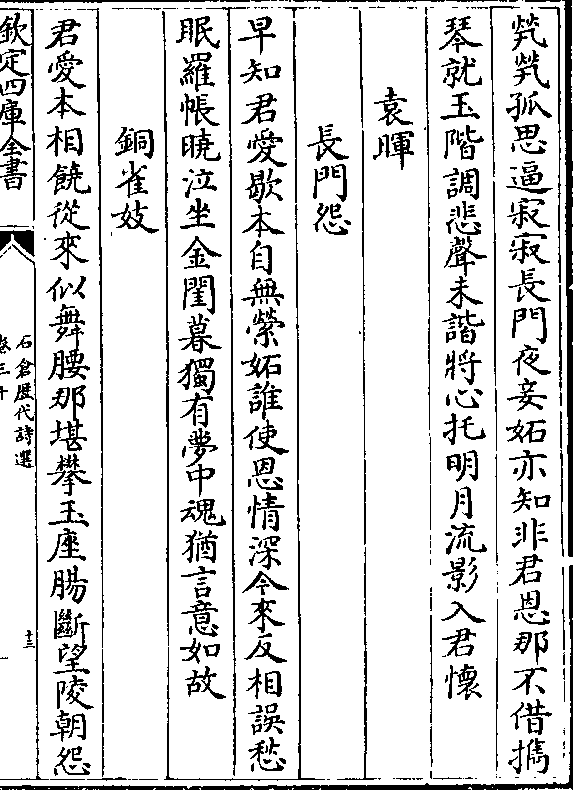 煢煢孤思逼寂寂長門夜妾妬亦知非君恩那不借擕
琴就玉階調悲聲未諧將心托明月流影入君懷
袁暉
長門怨
早知君愛歇本自無縈妬誰使恩情深今來反相誤愁
眠羅帳曉泣坐金閨暮獨有夢中魂猶言意如故
銅雀妓
君愛本相饒從來似舞腰那堪攀玉座腸斷望陵朝怨
欽定四庫全書
石倉歷代詩選
卷三十
十三